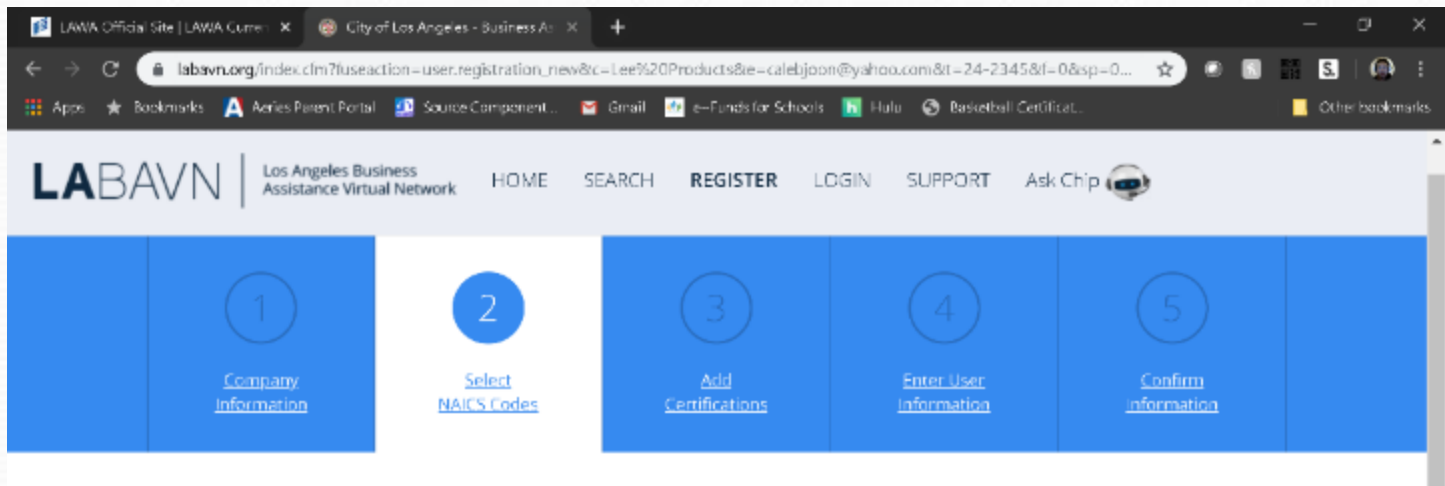 LAWA Official Site | LAWA Curren
City of Los Angeles - Business As
labavn.org/index.cfm?fuseaction=user.registration_new&c=Lee%20Products&e=calebjoon@yahoo.com&t=24-2345&f=0&sp=0...
Apps Bookmarks Aeries Parent Portal Source Component... Gmail e~Funds for Schools Hulu Basketball Certificat... Other bookmarks
LABAVN Los Angeles Business
Assistance Virtual Network
HOME SEARCH REGISTER LOGIN SUPPORT Ask Chip
1 2 3 4 5
Company Select Add Enter User Confirm
Information NAICS Codes Certifications Information Information